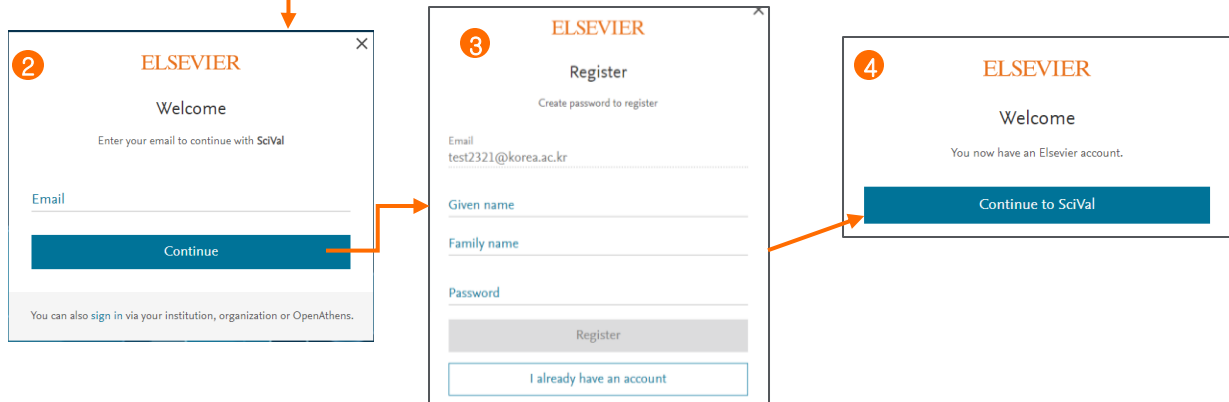 2
ELSEVIER
Welcome
Enter your email to continue with SciVal
Email
Continue
You can also sign in via your institution, organization or OpenAthens.
3
ELSEVIER
Register
Create password to register
Email
test2321@korea.ac.kr
Given name
Family name
Password
Register
I already have an account
4
ELSEVIER
Welcome
You now have an Elsevier account.
Continue to SciVal